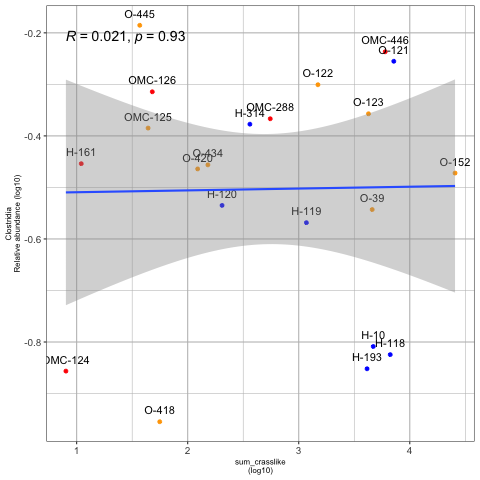 O-445
R = 0.021, p = 0.93
OMC-446
O-121
OMC-126
O-122
OMC-288
O-123
H-314
OMC-125
H-161
O-434
O-420
O-152
H-120
O-39
H-119
H-10
H-118
H-193
OMC-124
O-418
-0.2
-0.4
-0.6
-0.8
1 2 3 4
sum_crasslike
(log10)
Clostridia
Relative abundante (log10)